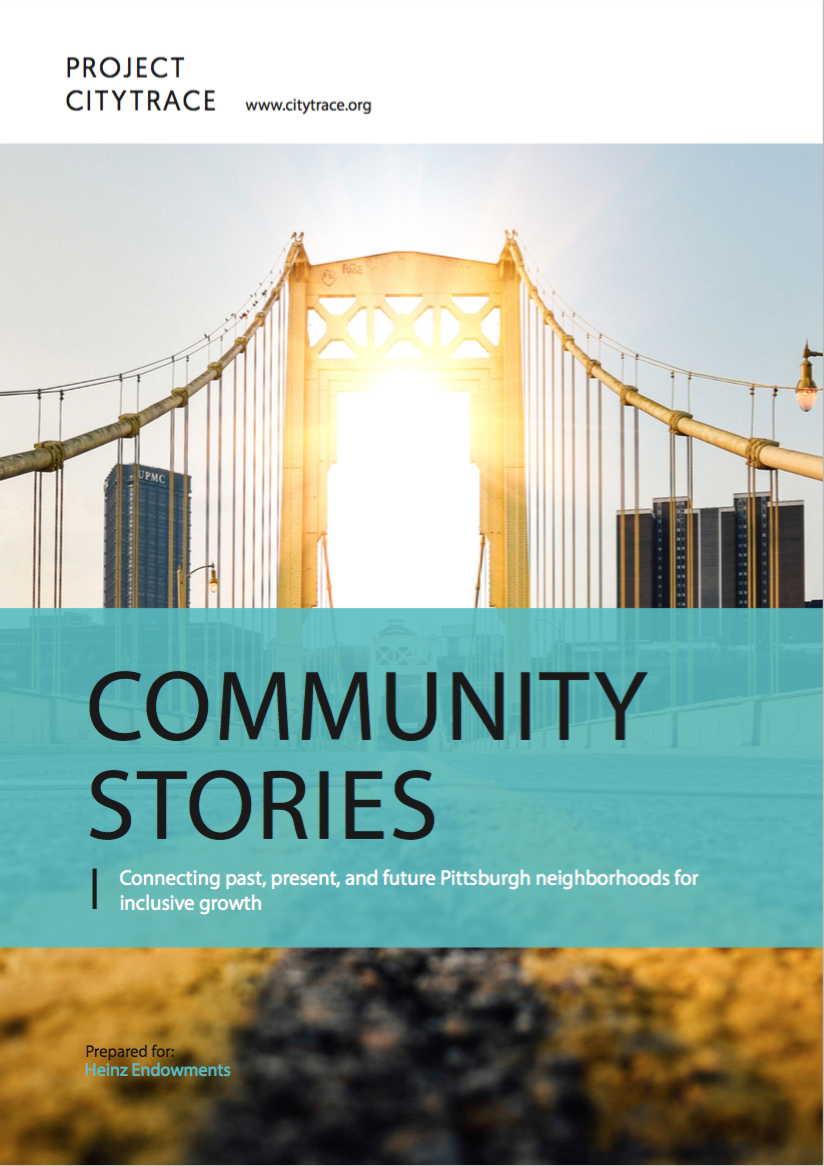 PROJECT
CITYTRACE
www.citytrace.org
UPMC
COMMUNITY
STORIES
Connecting past, present, and future Pittsburgh neighborhoods for
inclusive growth
Prepared for:
Heinz Endowments